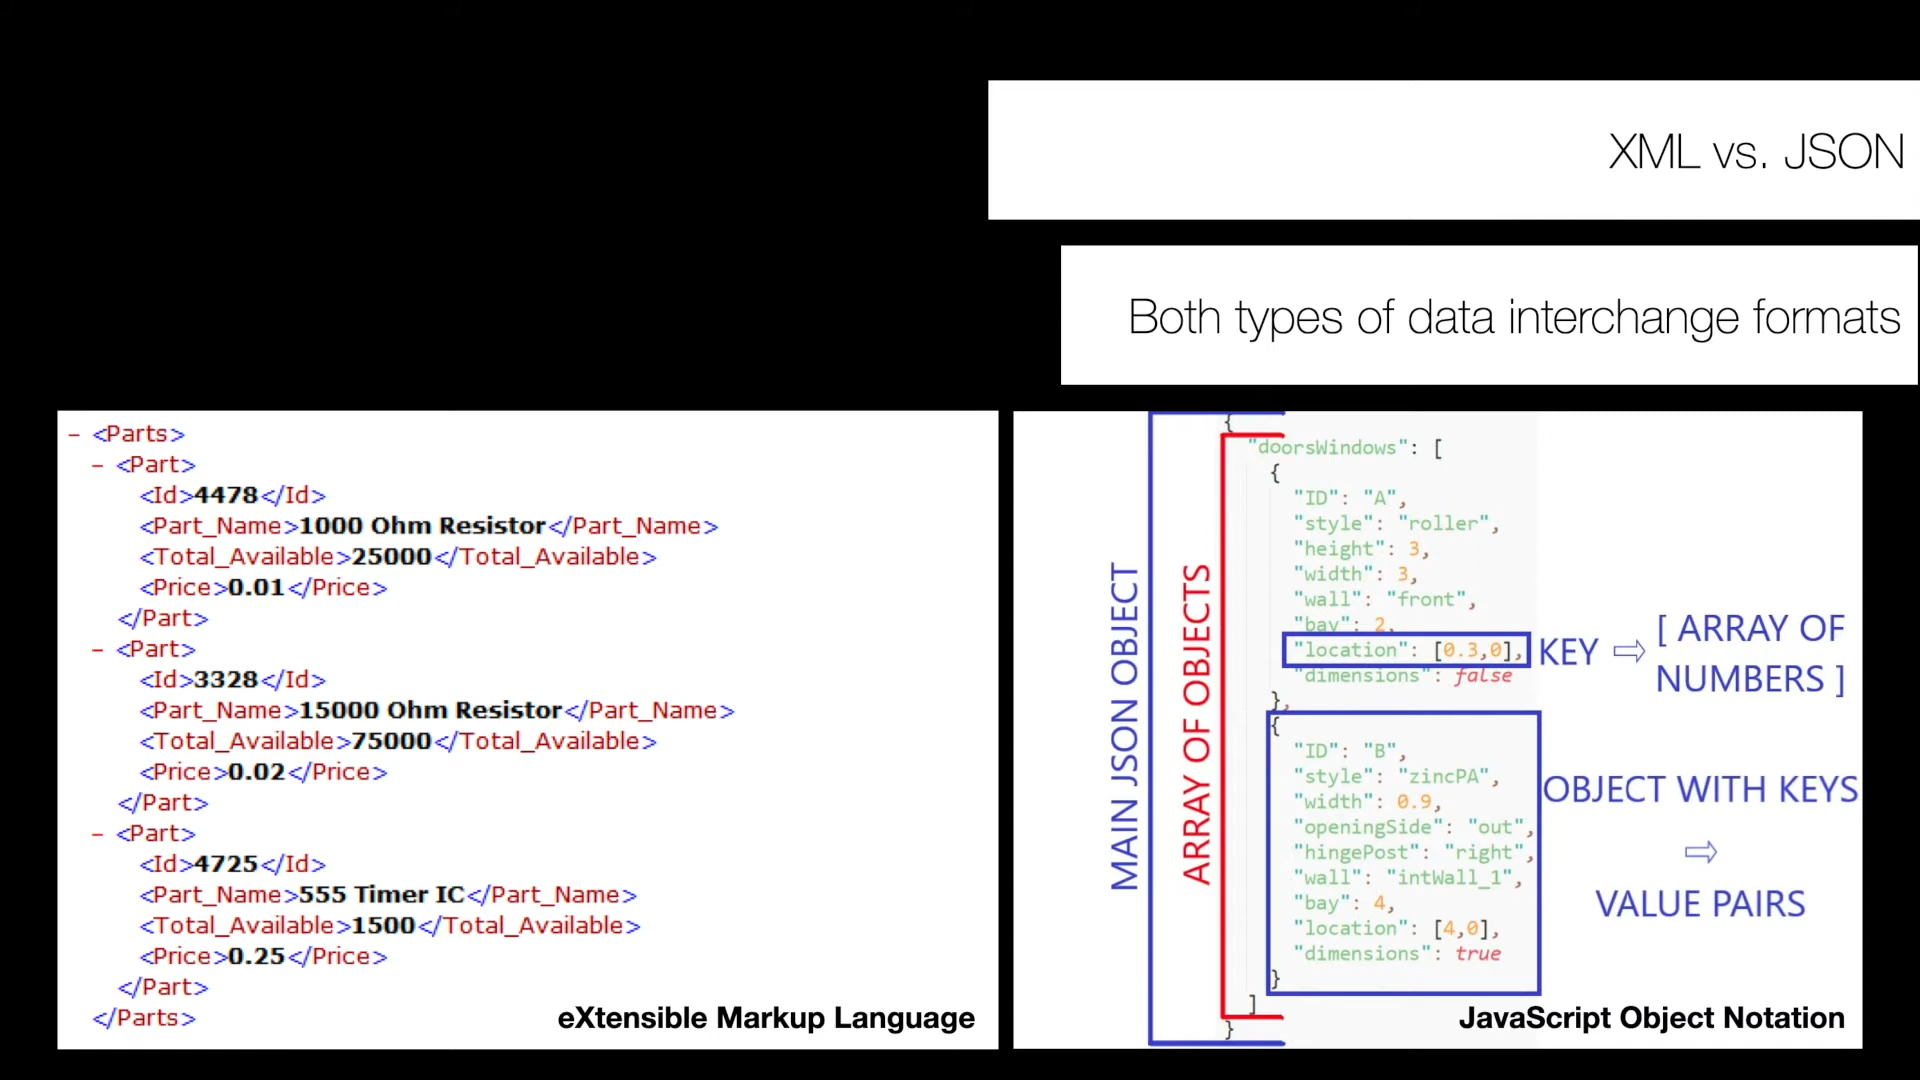 XML vs. JSON
Both types of data interchange formats
– <Parts>
– <Part>
<Id>4478</Id>
<Part_Name>1000 Ohm Resistor</Part_Name>
<Total_Available>25000</Total_Available>
<Price>0.01</Price>
</Part>
– <Part>
<Id>3328</Id>
<Part_Name>15000 Ohm Resistor</Part_Name>
<Total_Available>75000</Total_Available>
<Price>0.02</Price>
</Part>
– <Part>
<Id>4725</Id>
<Part_Name>555 Timer IC</Part_Name>
<Total_Available>1500</Total_Available>
<Price>0.25</Price>
</Part>
</Parts>
eXtensible Markup Language
MAIN JSON OBJECT
ARRAY OF OBJECTS
{
"doorsWindows": [
{
"ID": "A",
"style": "roller",
"height": 3,
"width": 3,
"wall": "front",
"bay": 2,
"location": [0.3,0],
"dimensions": false
},
{
"ID": "B",
"style": "zincPA",
"width": 0.9,
"openingSide": "out",
"hingePost": "right",
"wall": "intWall_1",
"bay": 4,
"location": [4,0],
"dimensions": true
}
]
}
KEY ⇨ [ ARRAY OF
NUMBERS ]
OBJECT WITH KEYS
⇨
VALUE PAIRS
JavaScript Object Notation